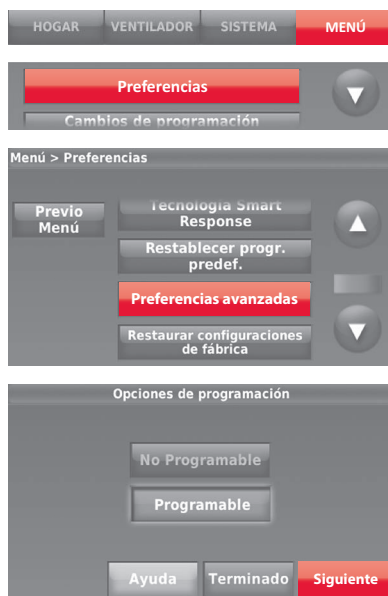 HOGAR VENTILADOR SISTEMA MENÚ
Preferencias
Cambios de programación
Menú > Preferencias
Previo
Menú
Tecnología Smart
Response
Restablecer progr.
predef.
Preferencias avanzadas
Restaurar configuraciones
de fábrica
Opciones de programación
No Programable
Programable
Ayuda Terminado Siguiente